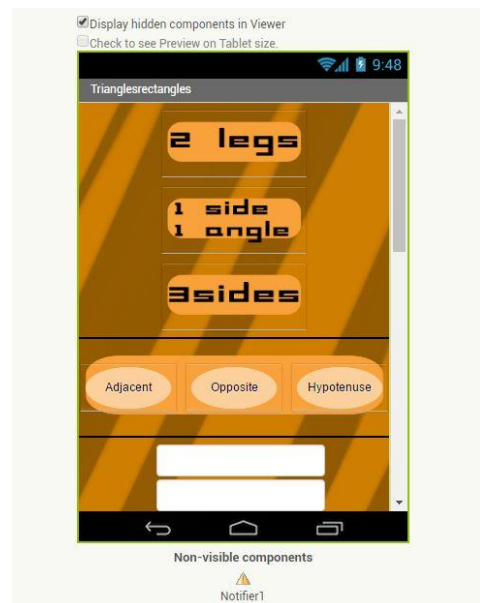 Display hidden components in Viewer
Check to see Preview on Tablet size.
9:48
Trianglesrectangles
2 legs
1 side
1 angle
3sides
Adjacent Opposite Hypotenuse
Non-visible components
Notifier1